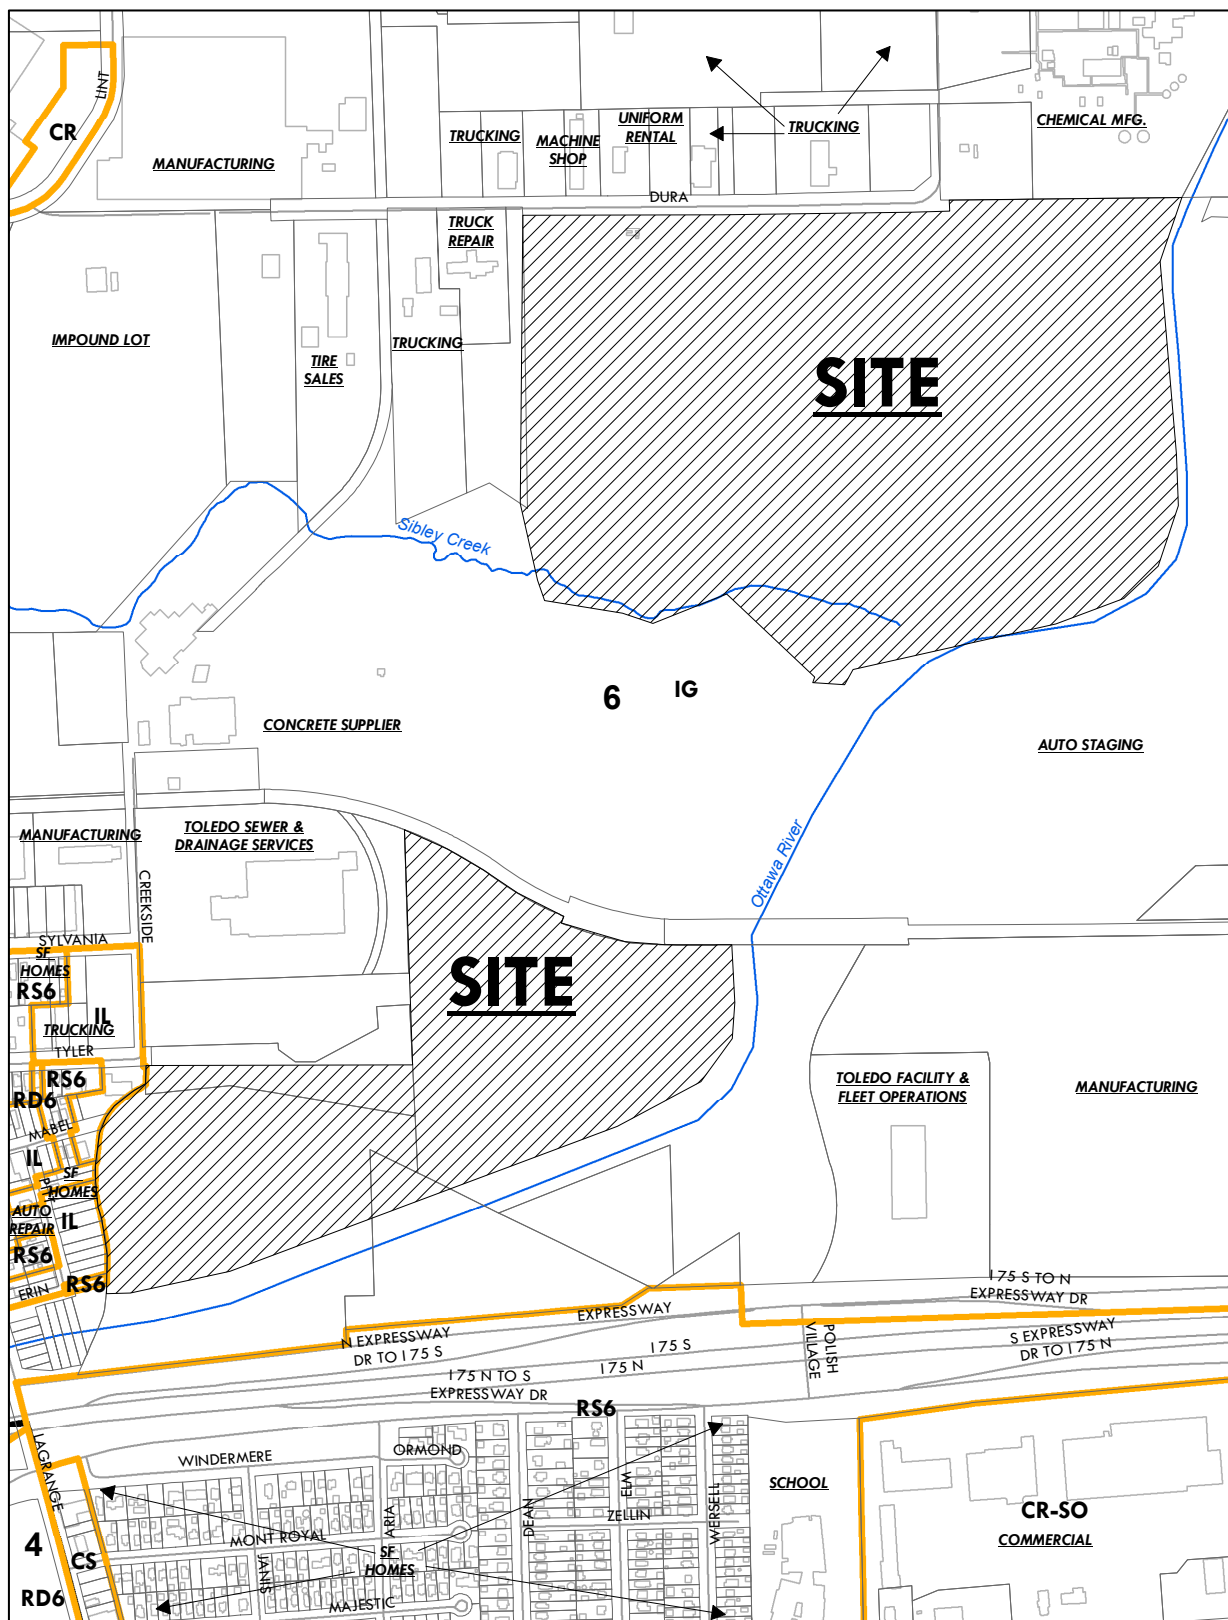 LINT
CR
MANUFACTURING
TRUCKING
MACHINE
SHOP
UNIFORM
RENTAL
TRUCKING
CHEMICAL MFG.
DURA
TRUCK
REPAIR
IMPOUND LOT
TIRE
SALES
TRUCKING
SITE
Sibley Creek
6
IG
CONCRETE SUPPLIER
AUTO STAGING
MANUFACTURING
TOLEDO SEWER &
DRAINAGE SERVICES
CREEKSIDE
Ottawa River
SYLVANIA
SF
HOMES
RS6
IL
TRUCKING
TYLER
SITE
RS6
RD6
MABEL
IL
SF
HOMES
AUTO
REPAIR
IL
RS6
ERIN
RS6
TOLEDO FACILITY &
FLEET OPERATIONS
MANUFACTURING
I 75 S TO N
EXPRESSWAY DR
EXPRESSWAY
N EXPRESSWAY
DR TO I 75 S
I 75 S
I 75 N
I 75 N TO S
EXPRESSWAY DR
POLISH
VILLAGE
S EXPRESSWAY
DR TO I 75 N
RS6
LAGRANGE
WINDERMERE
ORMOND
ARIA
DEAN
ELM
ZELLIN
WERSELL
SCHOOL
CR-SO
COMMERCIAL
MONT ROYAL
JANIS
SF
HOMES
MAJESTIC
4
CS
RD6